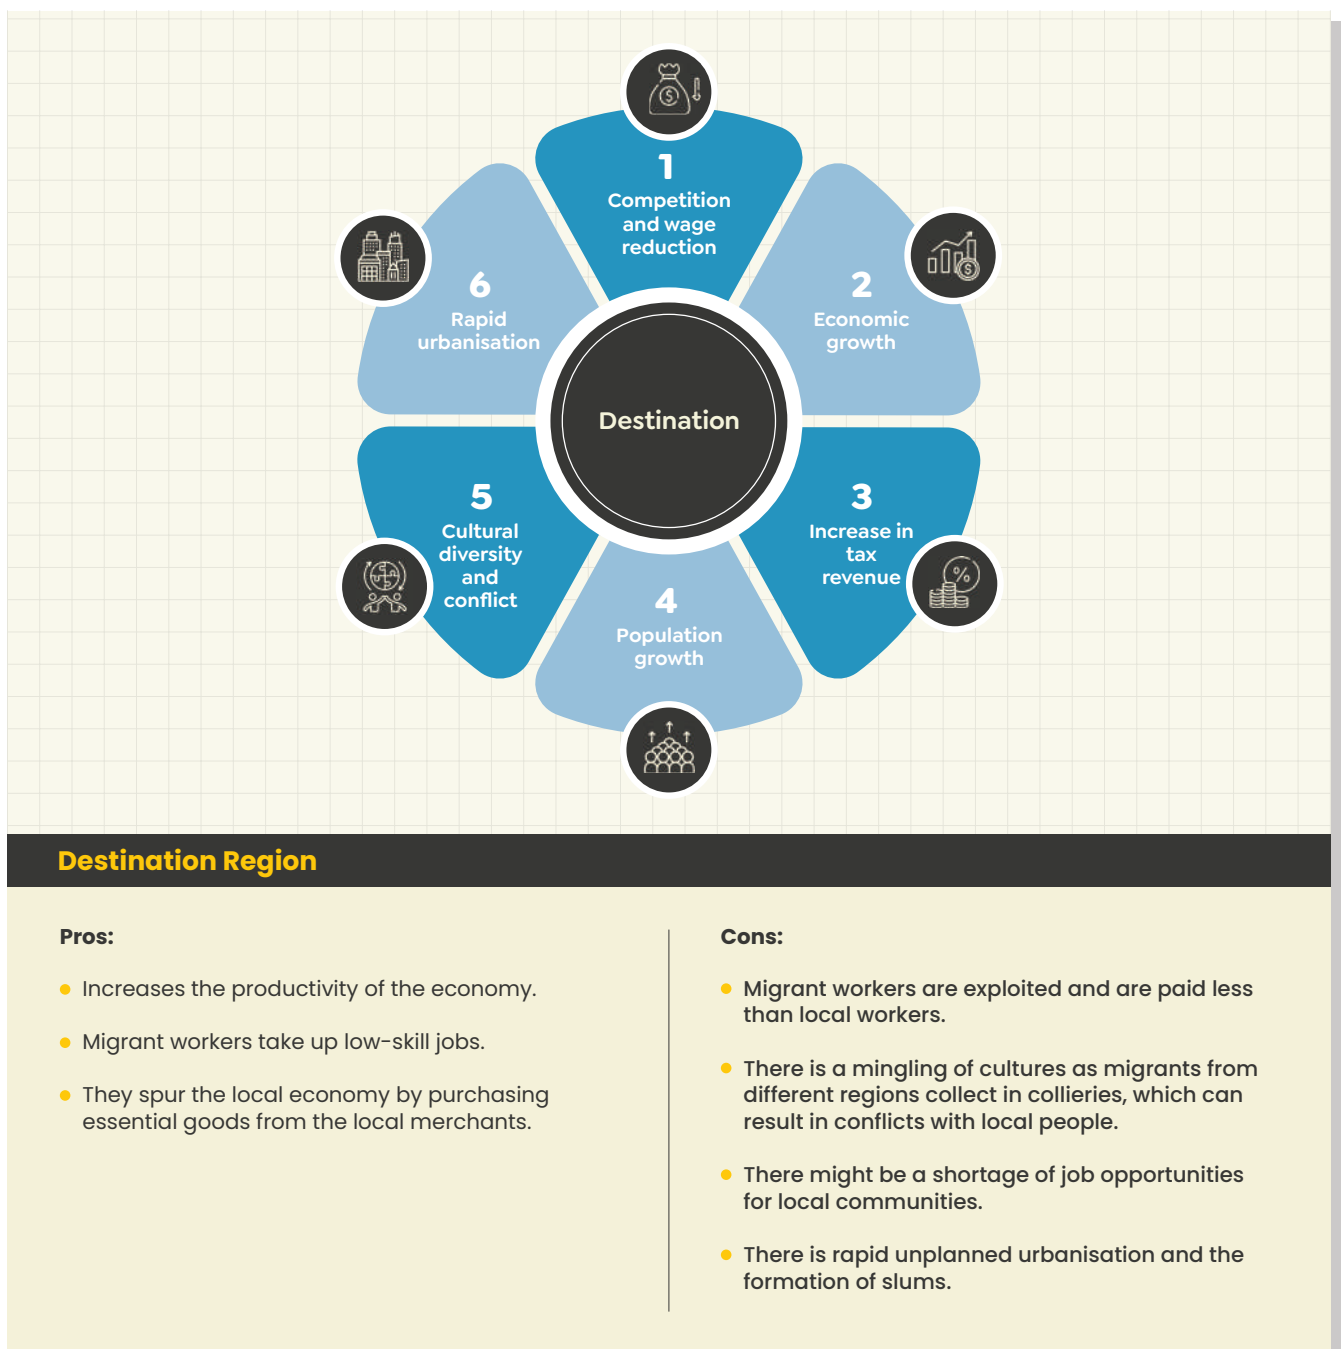 1
Competition
and wage
reduction
2
Economic
growth
3
Increase in
tax
revenue
4
Population
growth
5
Cultural
diversity
and
conflict
6
Rapid
urbanisation
Destination
Destination Region
Pros:
Increases the productivity of the economy.
Migrant workers take up low-skill jobs.
They spur the local economy by purchasing
essential goods from the local merchants.
Cons:
Migrant workers are exploited and are paid less
than local workers.
There is a mingling of cultures as migrants from
different regions collect in collieries, which can
result in conflicts with local people.
There might be a shortage of job opportunities
for local communities.
There is rapid unplanned urbanisation and the
formation of slums.